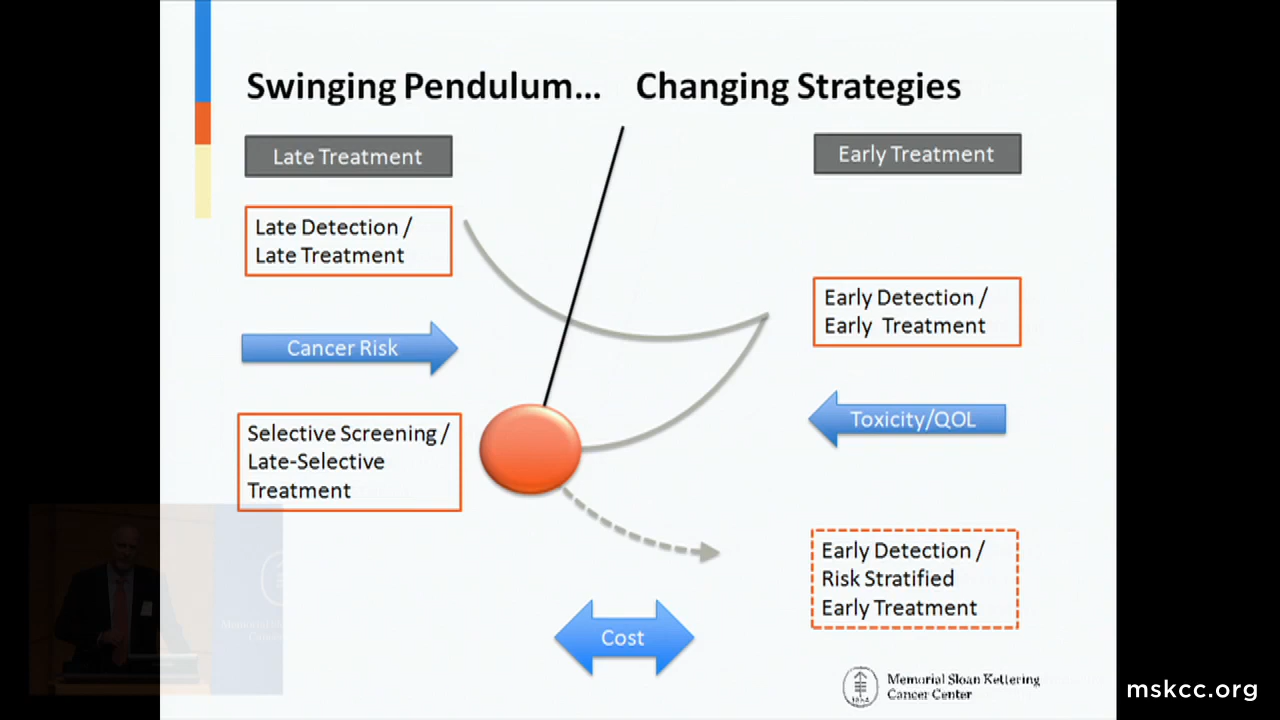 Swinging Pendulum… Changing Strategies
Late Treatment
Early Treatment
Late Detection /
Late Treatment
Early Detection /
Early Treatment
Cancer Risk
Toxicity/QOL
Selective Screening /
Late-Selective
Treatment
Early Detection /
Risk Stratified
Early Treatment
Cost
Memorial Sloan Kettering
Cancer Center
mskcc.org